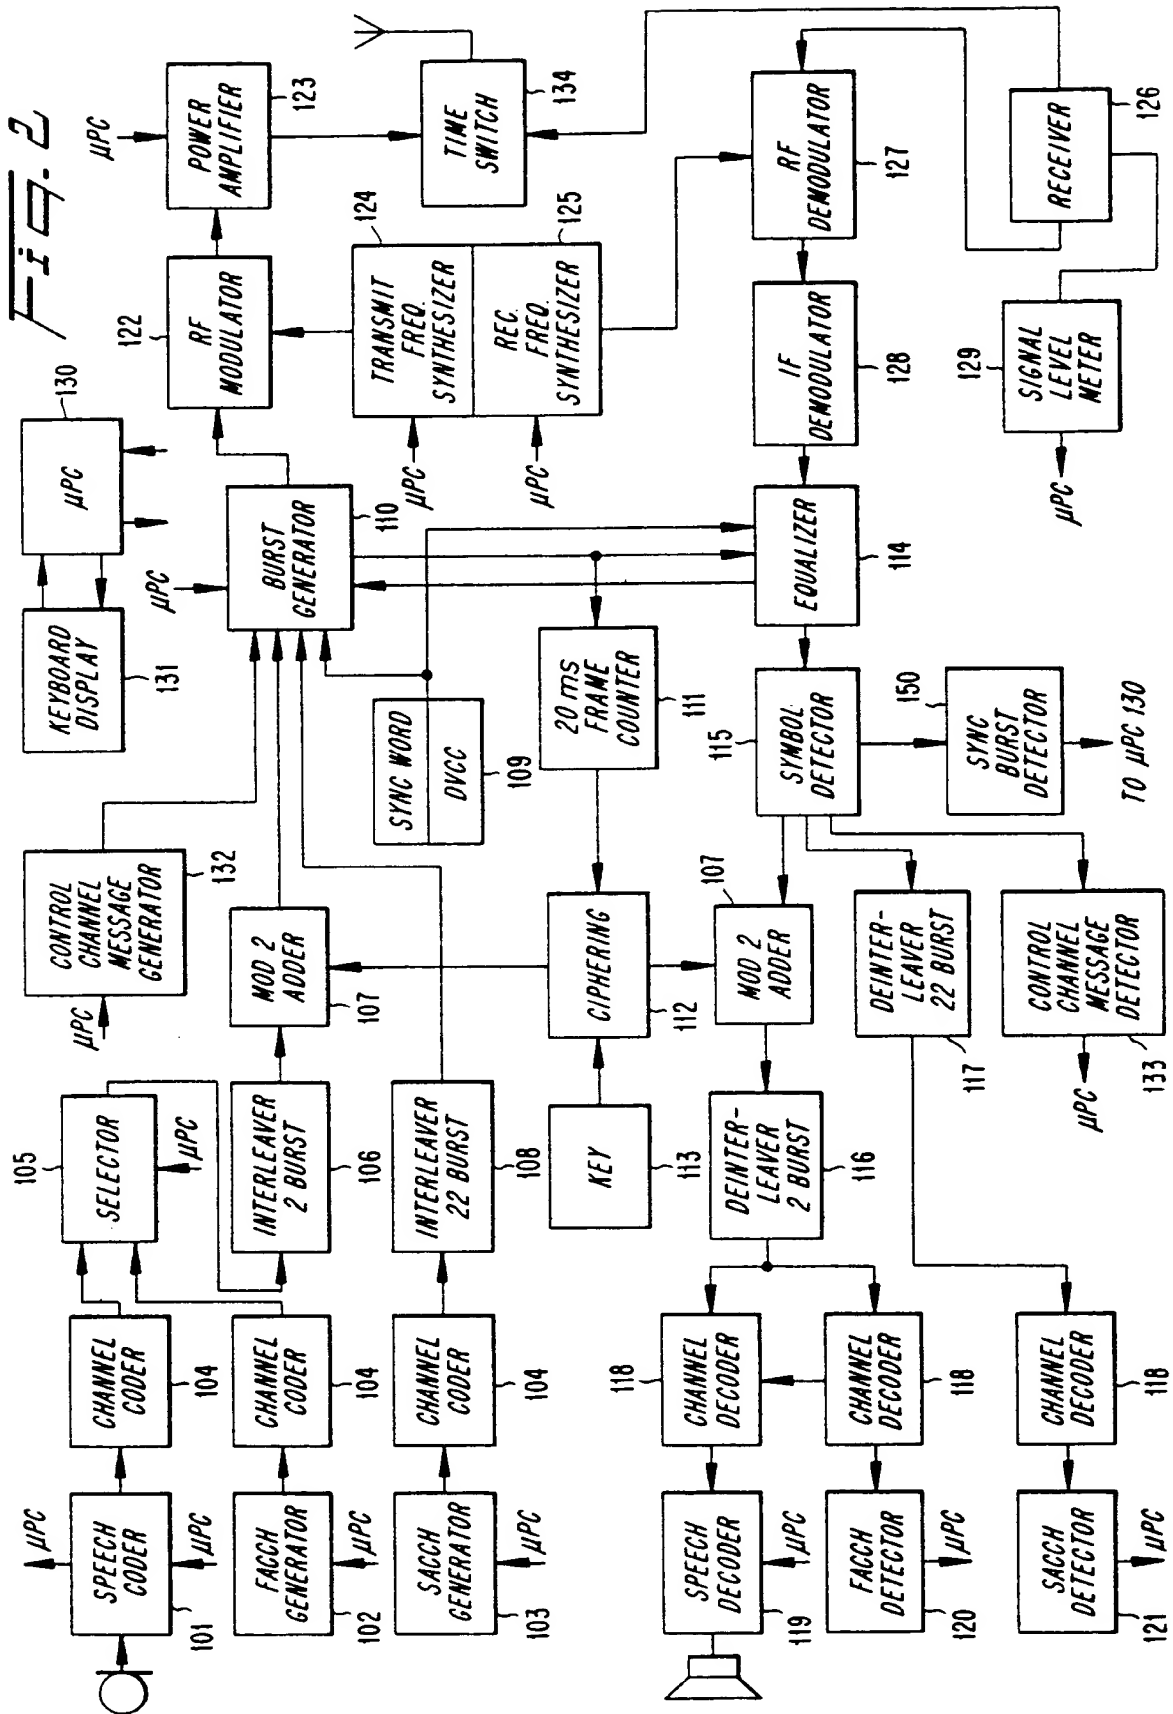 Fig. 2
μPC
SPEECH
CODER
101
μPC
CHANNEL
CODER
104
SELECTOR
105
μPC
μPC
CONTROL
CHANNEL
MESSAGE
GENERATOR
132
KEYBOARD
DISPLAY
131
μPC
130
FACCH
GENERATOR
102
μPC
CHANNEL
CODER
104
INTERLEAVER
2 BURST
106
MOD 2
ADDER
107
μPC
BURST
GENERATOR
110
RF
MODULATOR
122
μPC
POWER
AMPLIFIER
123
SACCH
GENERATOR
103
μPC
CHANNEL
CODER
104
INTERLEAVER
22 BURST
108
SYNC WORD
DVCC
109
μPC
TRANSMIT
FREQ.
SYNTHESIZER
124
μPC
REC.
FREQ.
SYNTHESIZER
125
TIME
SWITCH
134
KEY
113
CIPHERING
112
20 ms
FRAME
COUNTER
111
SPEECH
DECODER
119
μPC
118
CHANNEL
DECODER
DEINTER-
LEAVER
2 BURST
116
MOD 2
ADDER
107
SYMBOL
DETECTOR
115
EQUALIZER
114
IF
DEMODULATOR
128
RF
DEMODULATOR
127
FACCH
DETECTOR
120
μPC
CHANNEL
DECODER
118
DEINTER-
LEAVER
22 BURST
117
SYNC
BURST
DETECTOR
150
TO μPC 130
SACCH
DETECTOR
121
μPC
CHANNEL
DECODER
118
CONTROL
CHANNEL
MESSAGE
DETECTOR
133
μPC
SIGNAL
LEVEL
METER
129
μPC
RECEIVER
126